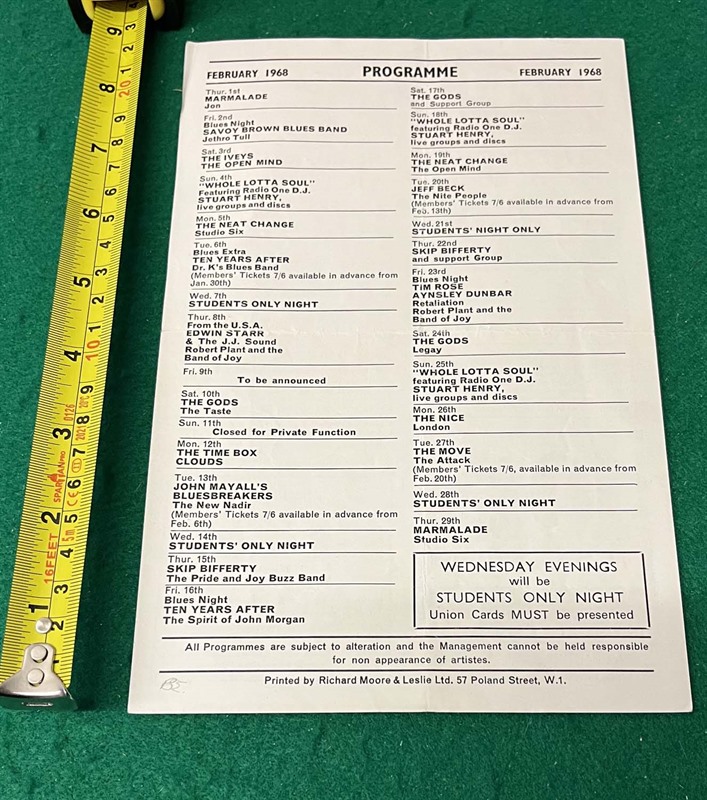 FEBRUARY 1968 PROGRAMME FEBRUARY 1968
Thur. 1st
MARMALADE
Jon
Fri. 2nd
Blues Night
SAVOY BROWN BLUES BAND
Jethro Tull
Sat. 3rd
THE IVEYS
THE OPEN MIND
Sun. 4th
"WHOLE LOTTA SOUL"
Featuring Radio One D.J.
STUART HENRY,
live groups and discs
Mon. 5th
THE NEAT CHANGE
Studio Six
Tue. 6th
Blues Extra
TEN YEARS AFTER
Dr. K's Blues Band
(Members' Tickets 7/6 available in advance from
Jan. 30th)
Wed. 7th
STUDENTS ONLY NIGHT
Thur. 8th
From the U.S.A.
EDWIN STARR
& The J.J. Sound
Robert Plant and the
Band of Joy
Fri. 9th
To be announced
Sat. 10th
THE GODS
The Taste
Sun. 11th
Closed for Private Function
Mon. 12th
THE TIME BOX
CLOUDS
Tue. 13th
JOHN MAYALL'S
BLUESBREAKERS
The New Nadir
(Members' Tickets 7/6 available in advance from
Feb. 6th)
Wed. 14th
STUDENTS' ONLY NIGHT
Thur. 15th
SKIP BIFFERTY
The Pride and Joy Buzz Band
Fri. 16th
Blues Night
TEN YEARS AFTER
The Spirit of John Morgan
Sat. 17th
THE GODS
and Support Group
Sun. 18th
"WHOLE LOTTA SOUL"
featuring Radio One D.J.
STUART HENRY,
live groups and discs
Mon. 19th
THE NEAT CHANGE
The Open Mind
Tue. 20th
JEFF BECK
The Nite People
(Members' Tickets 7/6 available in advance from
Feb. 13th)
Wed. 21st
STUDENTS' NIGHT ONLY
Thur. 22nd
SKIP BIFFERTY
and support Group
Fri. 23rd
Blues Night
TIM ROSE
AYNSLEY DUNBAR
Retaliation
Robert Plant and the
Band of Joy
Sat. 24th
THE GODS
Legay
Sun. 25th
"WHOLE LOTTA SOUL"
featuring Radio One D.J.
STUART HENRY,
live groups and discs
Mon. 26th
THE NICE
London
Tue. 27th
THE MOVE
The Attack
(Members' Tickets 7/6, available in advance from
Feb. 20th)
Wed. 28th
STUDENTS' ONLY NIGHT
Thur. 29th
MARMALADE
Studio Six
WEDNESDAY EVENINGS
will be
STUDENTS ONLY NIGHT
Union Cards MUST be presented
All Programmes are subject to alteration and the Management cannot be held responsible
for non appearance of artistes.
Printed by Richard Moore & Leslie Ltd. 57 Poland Street, W.1.
16FEET
5m
SPARTAN